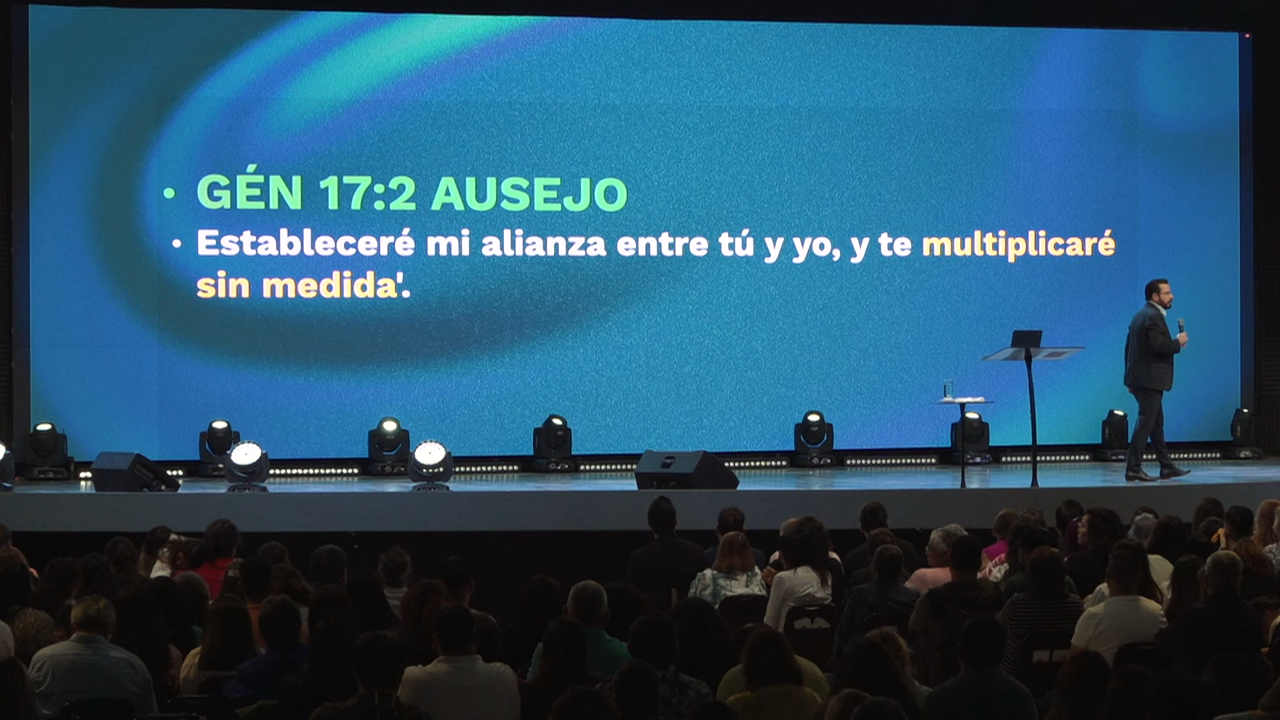 • GÉN 17:2 AUSEJO
• Estableceré mi alianza entre tú y yo, y te multiplicaré
sin medida'.